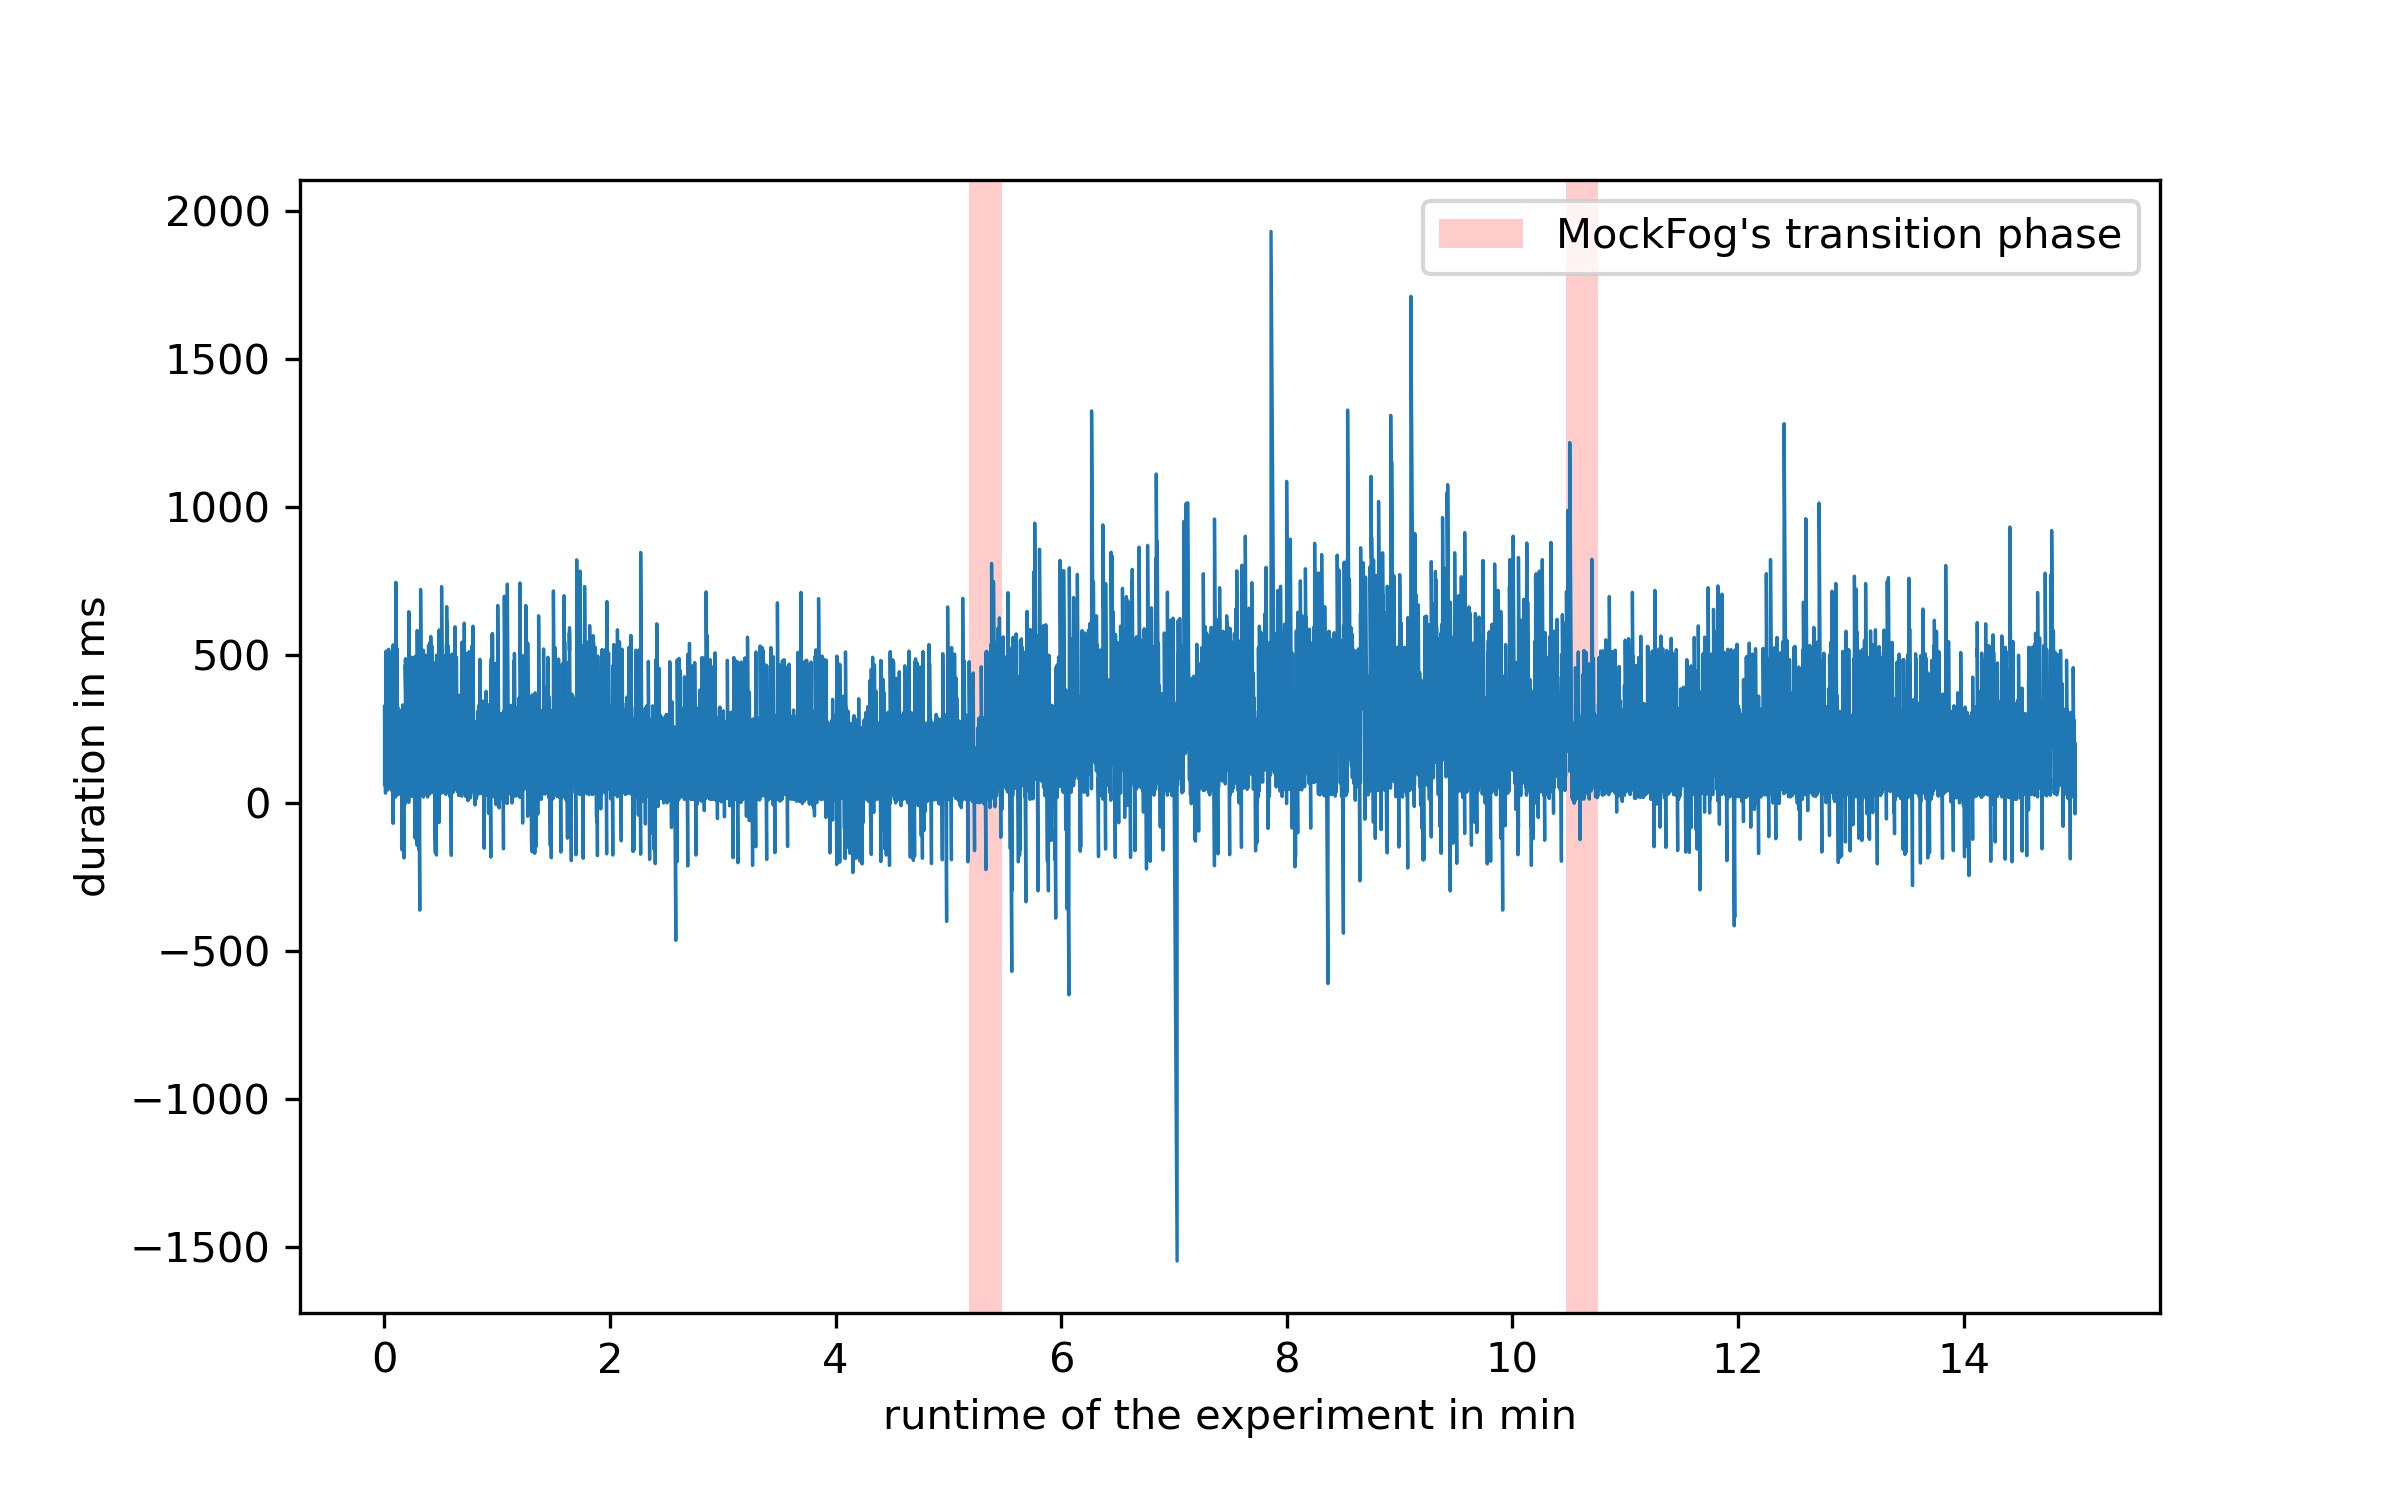 2000
1500
1000
500
0
−500
−1000
−1500
duration in ms
MockFog's transition phase
0 2 4 6 8 10 12 14
runtime of the experiment in min